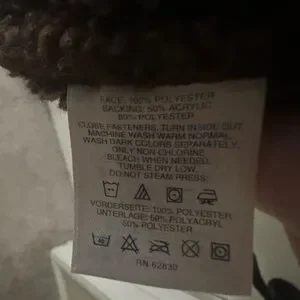 FACE: 100% POLYESTER
BACKING: 50% ACRYLIC
50% POLYESTER
CLOSE FASTENERS, TURN INSIDE OUT
MACHINE WASH WARM NORMAL,
WASH DARK COLORS SEPARATELY,
ONLY NON-CHLORINE
BLEACH WHEN NEEDED,
TUMBLE DRY LOW,
DO NOT STEAM PRESS.
VORDERSEITE: 100% POLYESTER
UNTERLAGE: 50% POLYACRYL
50% POLYESTER
RN 62830